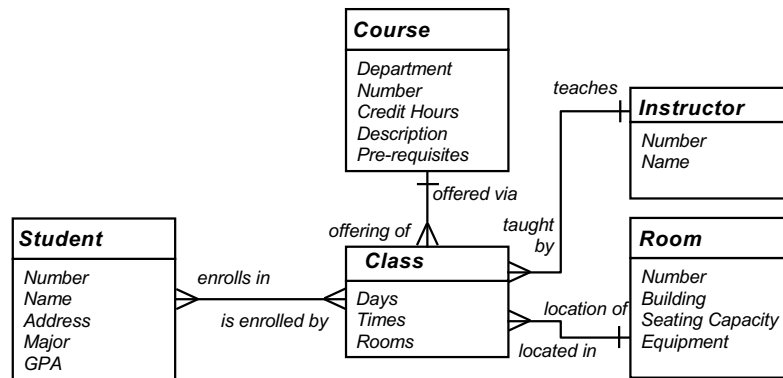 Course
Department
Number
Credit Hours
Description
Pre-requisites
teaches
Instructor
Number
Name
offered via
offering of
taught
by
Student
Number
Name
Address
Major
GPA
enrolls in
is enrolled by
Class
Days
Times
Rooms
location of
located in
Room
Number
Building
Seating Capacity
Equipment